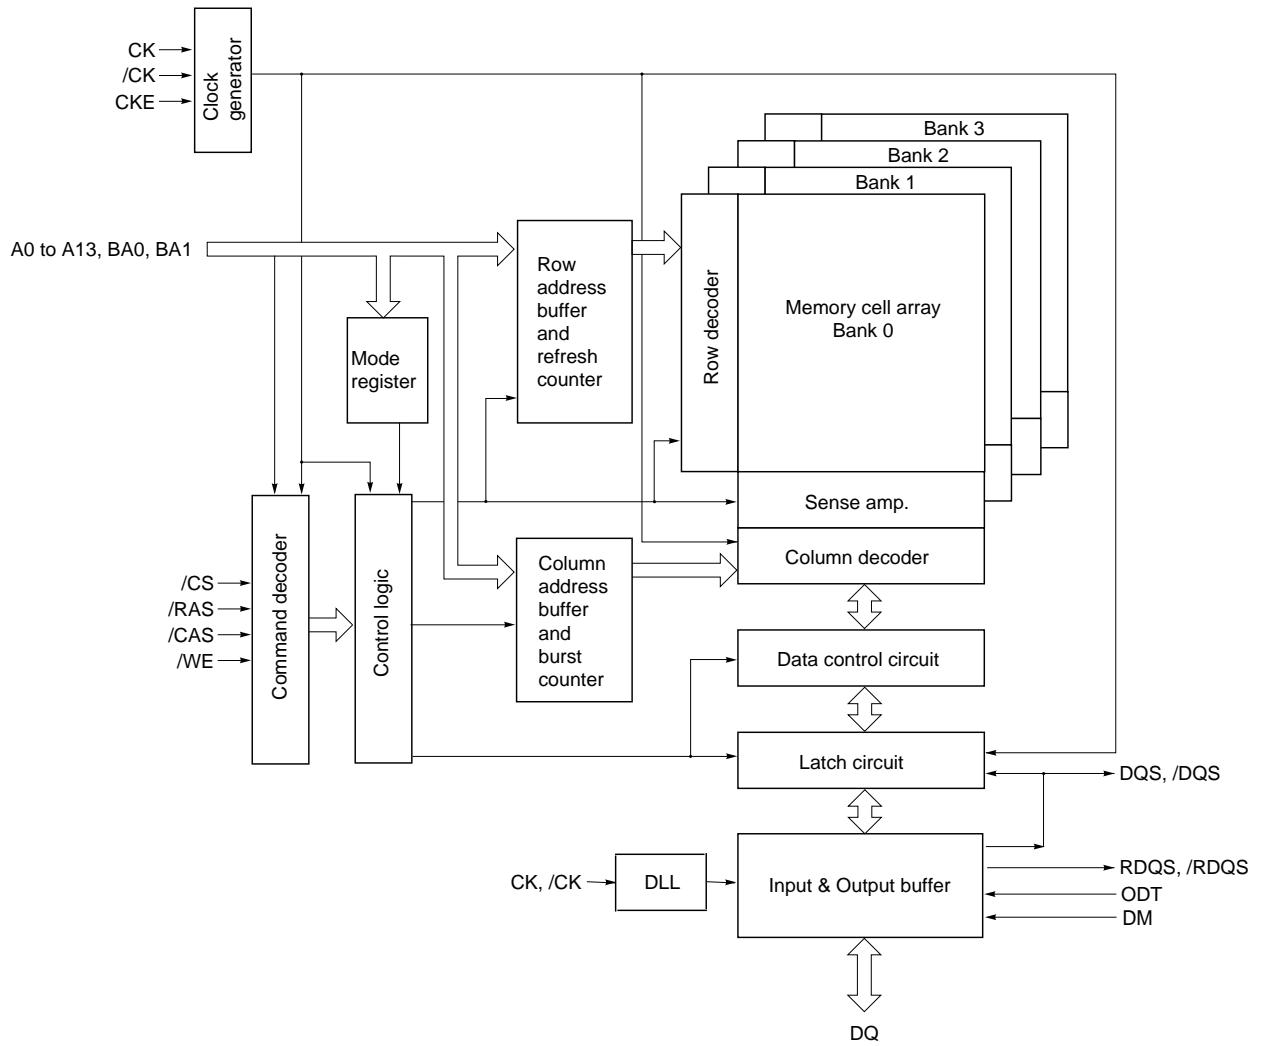 CK
/CK
CKE
Clock
generator
Bank 3
Bank 2
Bank 1
A0 to A13, BA0, BA1
Row
address
buffer
and
refresh
counter
Row decoder
Memory cell array
Bank 0
Mode
register
Sense amp.
Column decoder
Command decoder
/CS
/RAS
/CAS
/WE
Control logic
Column
address
buffer
and
burst
counter
Data control circuit
Latch circuit
DQS, /DQS
CK, /CK
DLL
Input & Output buffer
RDQS, /RDQS
ODT
DM
DQ